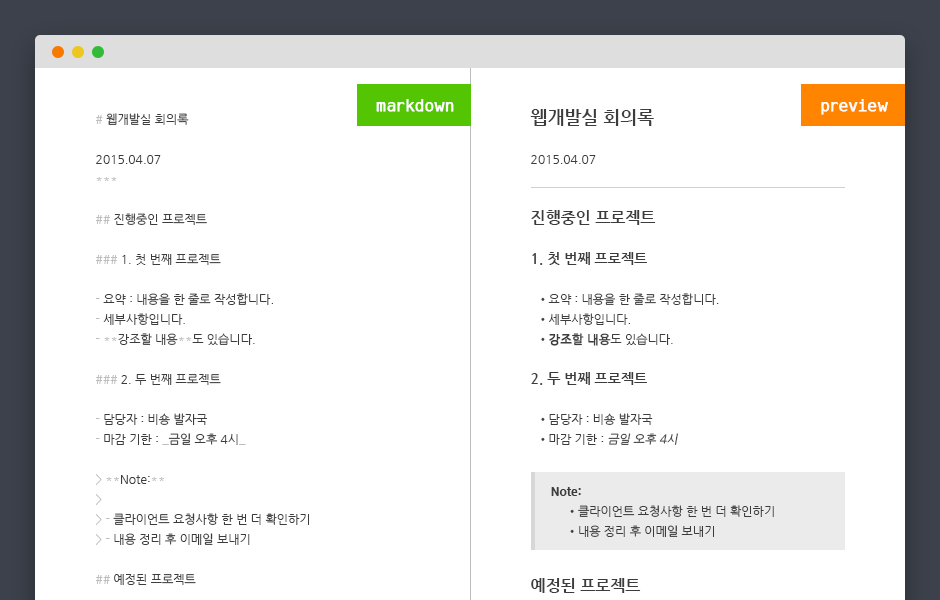 markdown
# 웹개발실 회의록
2015.04.07
***
## 진행중인 프로젝트
### 1. 첫 번째 프로젝트
- 요약 : 내용을 한 줄로 작성합니다.
- 세부사항입니다.
- **강조할 내용**도 있습니다.
### 2. 두 번째 프로젝트
- 담당자 : 비숑 발자국
- 마감 기한 : _금일 오후 4시_
> **Note:**
>
> - 클라이언트 요청사항 한 번 더 확인하기
> - 내용 정리 후 이메일 보내기
## 예정된 프로젝트
preview
웹개발실 회의록
2015.04.07
진행중인 프로젝트
1. 첫 번째 프로젝트
• 요약 : 내용을 한 줄로 작성합니다.
• 세부사항입니다.
• 강조할 내용도 있습니다.
2. 두 번째 프로젝트
• 담당자 : 비숑 발자국
• 마감 기한 : 금일 오후 4시
Note:
• 클라이언트 요청사항 한 번 더 확인하기
• 내용 정리 후 이메일 보내기
예정된 프로젝트